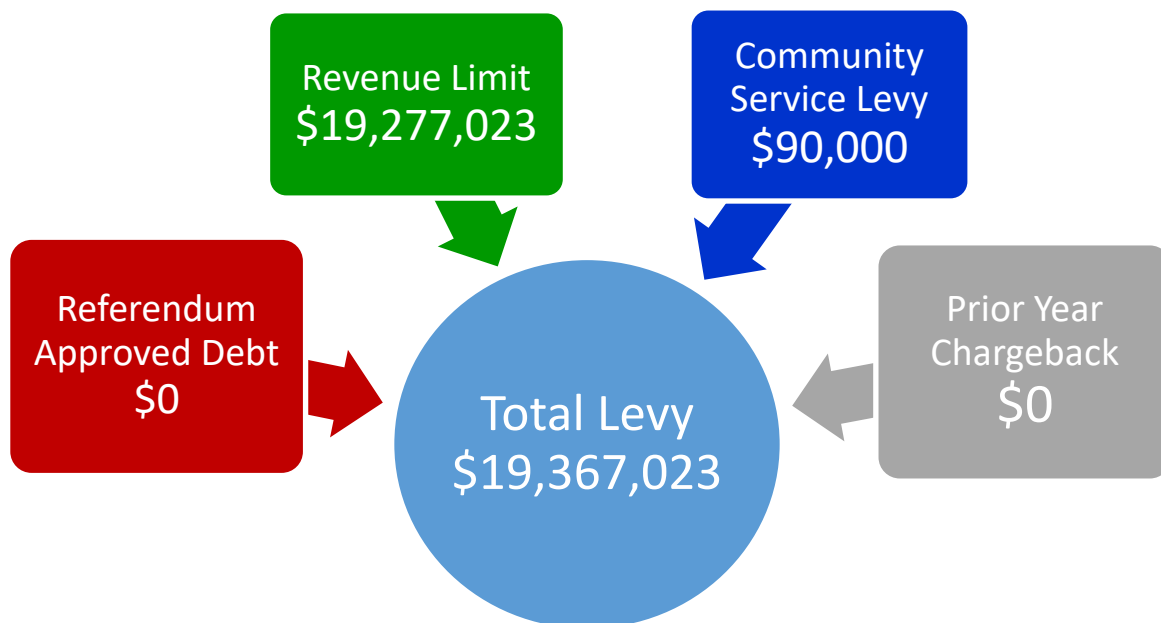 Revenue Limit
$19,277,023
Community
Service Levy
$90,000
Referendum
Approved Debt
$0
Prior Year
Chargeback
$0
Total Levy
$19,367,023